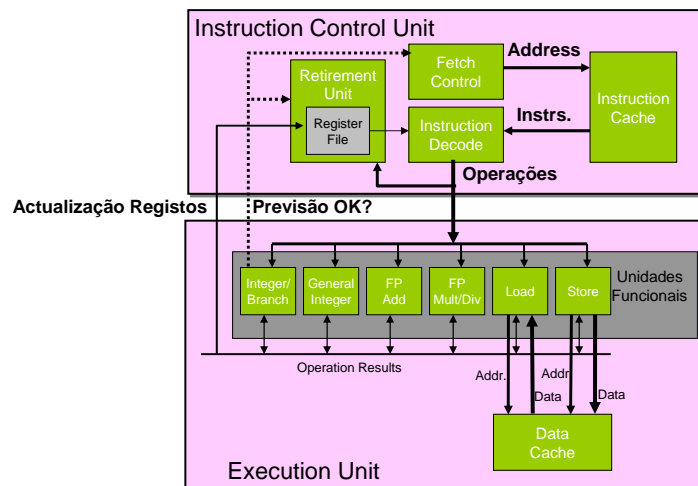 Instruction Control Unit
Address
Fetch
Control
Retirement
Unit
Instruction
Cache
Register
File
Instruction
Decode
Instrs.
Operações
Actualização Registos
Previsão OK?
Integer/
Branch
General
Integer
FP
Add
FP
Mult/Div
Load
Store
Unidades
Funcionais
Operation Results
Addr.
Addr.
Data
Data
Data
Cache
Execution Unit